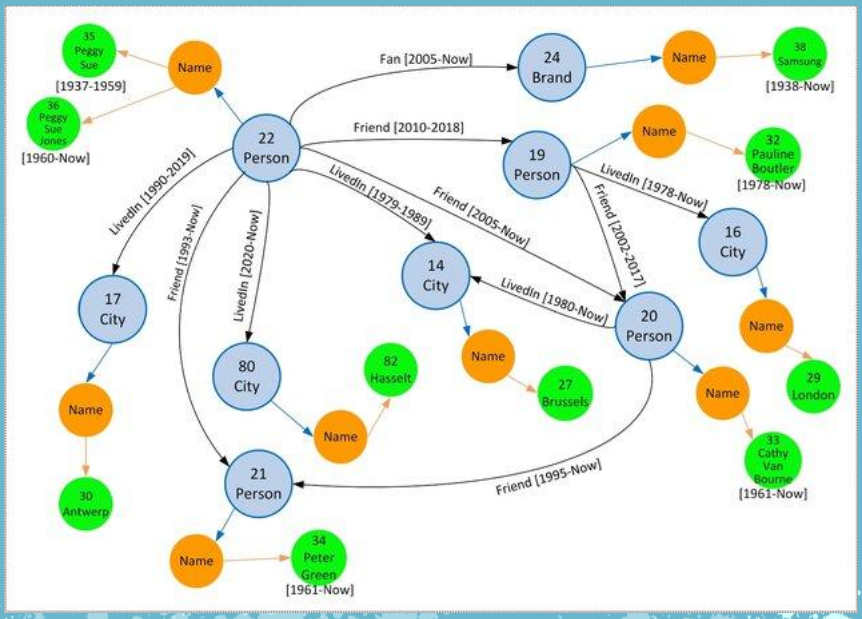 35
Peggy
Sue
[1937-1959]
Name
36
Peggy
Sue
Jones
[1960-Now]
22
Person
Fan [2005-Now]
24
Brand
Name
38
Samsung
[1938-Now]
Friend [2010-2018]
19
Person
Name
32
Pauline
Boutler
[1978-Now]
LivedIn [1990-2019]
Friend [1993-Now]
LivedIn [2020-Now]
LivedIn [1979-1989]
Friend [2005-Now]
Friend [2002-2017]
LivedIn [1978-Now]
16
City
17
City
14
City
LivedIn [1980-Now]
20
Person
80
City
82
Hasselt
Name
27
Brussels
Name
29
London
Name
30
Antwerp
Name
Name
33
Cathy
Van
Bourne
[1961-Now]
21
Person
Friend [1995-Now]
Name
34
Peter
Green
[1961-Now]